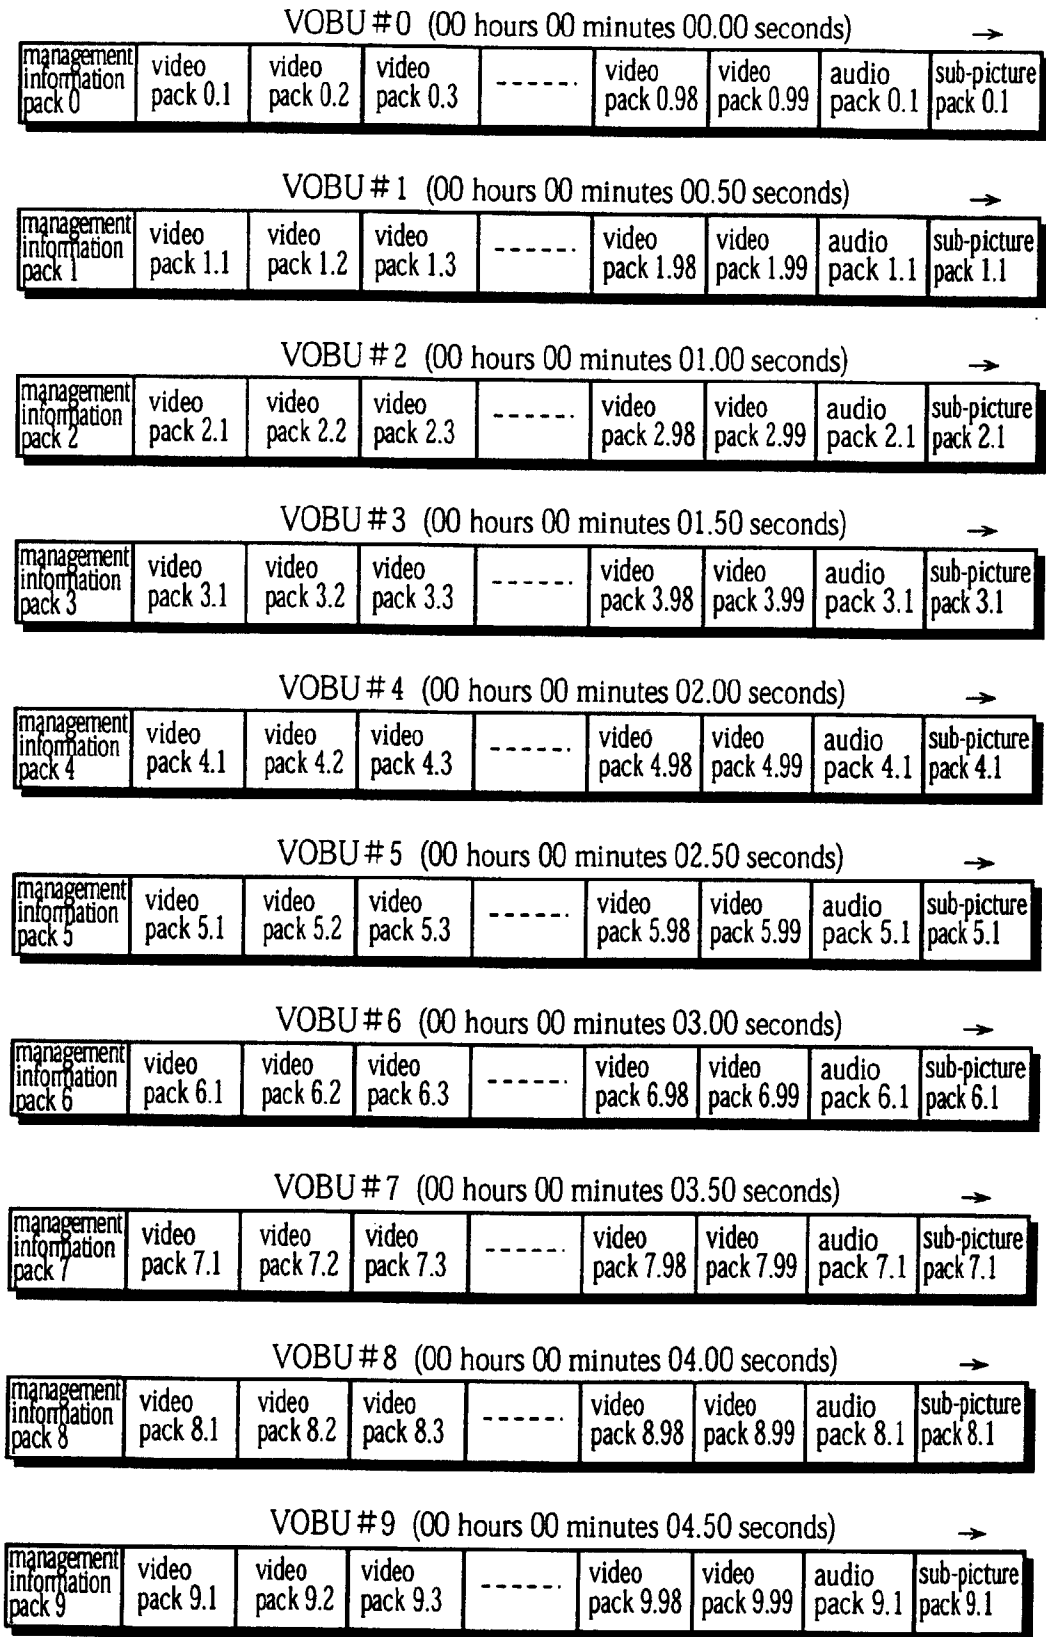 VOBU#0 (00 hours 00 minutes 00.00 seconds) →
management information pack 0 video pack 0.1 video pack 0.2 video pack 0.3 ------ video pack 0.98 video pack 0.99 audio pack 0.1 sub-picture pack 0.1
VOBU#1 (00 hours 00 minutes 00.50 seconds) →
management information pack 1 video pack 1.1 video pack 1.2 video pack 1.3 ------ video pack 1.98 video pack 1.99 audio pack 1.1 sub-picture pack 1.1
VOBU#2 (00 hours 00 minutes 01.00 seconds) →
management information pack 2 video pack 2.1 video pack 2.2 video pack 2.3 ------ video pack 2.98 video pack 2.99 audio pack 2.1 sub-picture pack 2.1
VOBU#3 (00 hours 00 minutes 01.50 seconds) →
management information pack 3 video pack 3.1 video pack 3.2 video pack 3.3 ------ video pack 3.98 video pack 3.99 audio pack 3.1 sub-picture pack 3.1
VOBU#4 (00 hours 00 minutes 02.00 seconds) →
management information pack 4 video pack 4.1 video pack 4.2 video pack 4.3 ------ video pack 4.98 video pack 4.99 audio pack 4.1 sub-picture pack 4.1
VOBU#5 (00 hours 00 minutes 02.50 seconds) →
management information pack 5 video pack 5.1 video pack 5.2 video pack 5.3 ------ video pack 5.98 video pack 5.99 audio pack 5.1 sub-picture pack 5.1
VOBU#6 (00 hours 00 minutes 03.00 seconds) →
management information pack 6 video pack 6.1 video pack 6.2 video pack 6.3 ------ video pack 6.98 video pack 6.99 audio pack 6.1 sub-picture pack 6.1
VOBU#7 (00 hours 00 minutes 03.50 seconds) →
management information pack 7 video pack 7.1 video pack 7.2 video pack 7.3 ------ video pack 7.98 video pack 7.99 audio pack 7.1 sub-picture pack 7.1
VOBU#8 (00 hours 00 minutes 04.00 seconds) →
management information pack 8 video pack 8.1 video pack 8.2 video pack 8.3 ------ video pack 8.98 video pack 8.99 audio pack 8.1 sub-picture pack 8.1
VOBU#9 (00 hours 00 minutes 04.50 seconds) →
management information pack 9 video pack 9.1 video pack 9.2 video pack 9.3 ------ video pack 9.98 video pack 9.99 audio pack 9.1 sub-picture pack 9.1